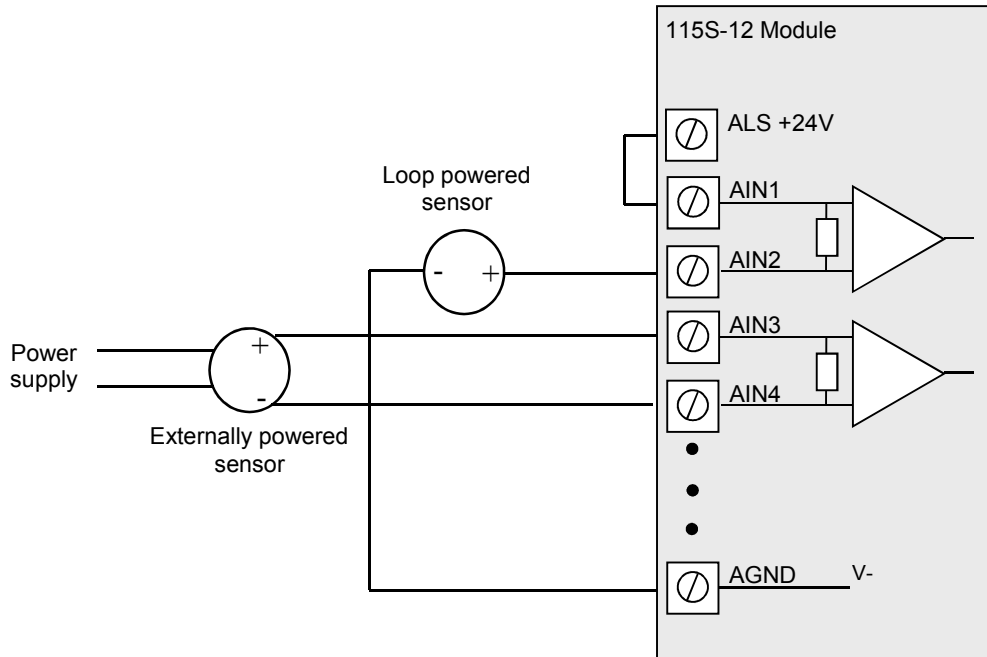 115S-12 Module
ALS +24V
Loop powered
sensor
AIN1
- +
AIN2
AIN3
Power
supply
+
-
AIN4
Externally powered
sensor
AGND
V-